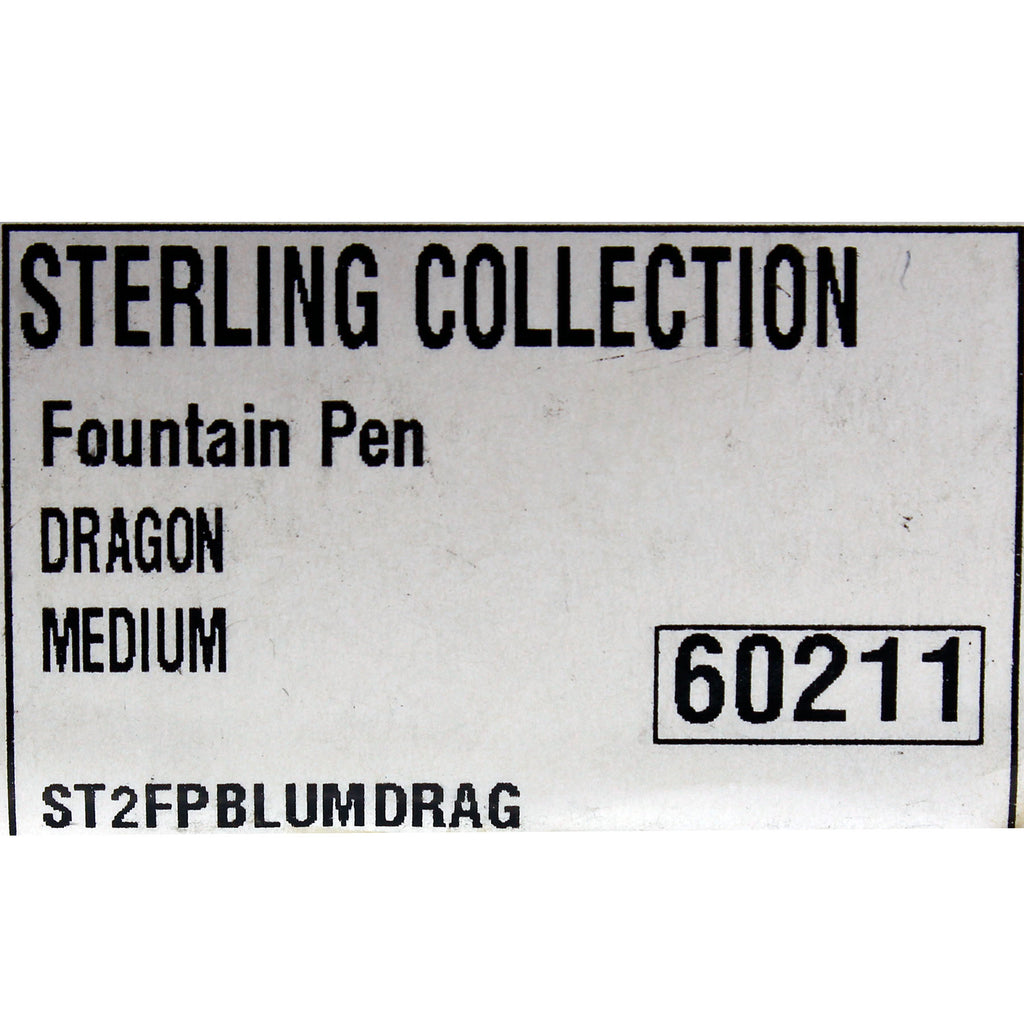 STERLING COLLECTION
Fountain Pen
DRAGON
MEDIUM
60211
ST2FPBLUMDRAG